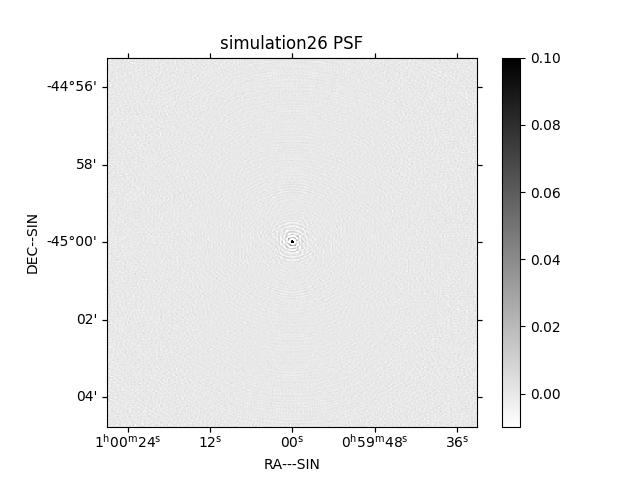 simulation26 PSF
0.10
-44°56'
0.08
58'
0.06
-45°00'
0.04
02'
0.02
04'
0.00
1ʰ00ᵐ24ˢ 12ˢ 00ˢ 0ʰ59ᵐ48ˢ 36ˢ
RA---SIN
DEC--SIN